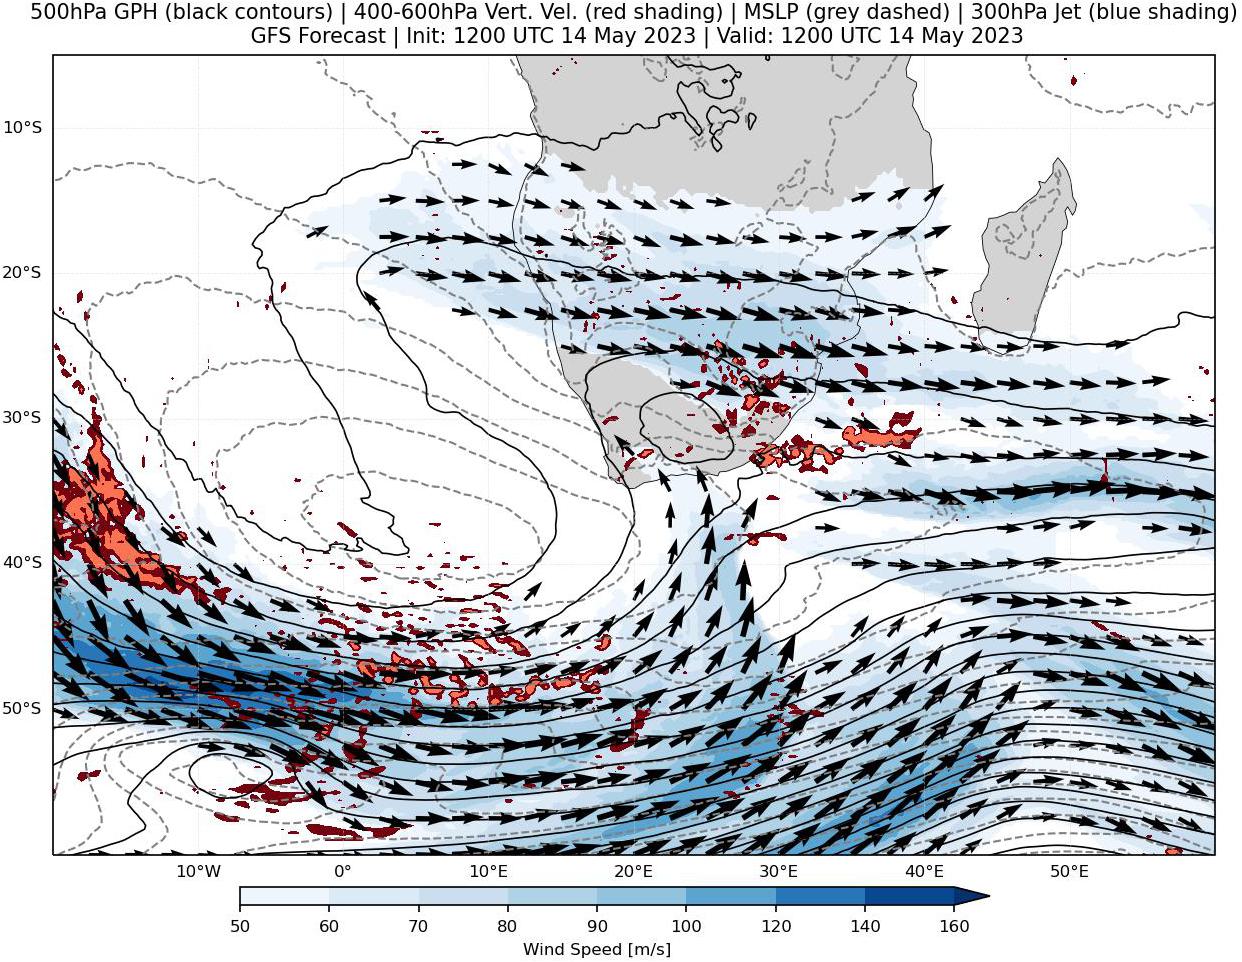 500hPa GPH (black contours) | 400-600hPa Vert. Vel. (red shading) | MSLP (grey dashed) | 300hPa Jet (blue shading)
GFS Forecast | Init: 1200 UTC 14 May 2023 | Valid: 1200 UTC 14 May 2023
10°S
20°S
30°S
40°S
50°S
10°W 0° 10°E 20°E 30°E 40°E 50°E
50 60 70 80 90 100 120 140 160
Wind Speed [m/s]